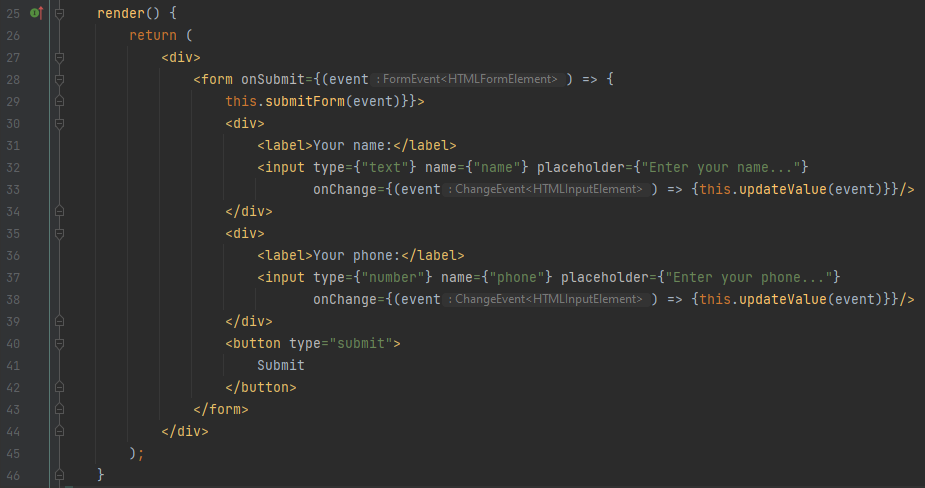 25 render() {
26 return (
27 <div>
28 <form onSubmit={(event : FormEvent<HTMLFormElement> ) => {
29 this.submitForm(event)}}>
30 <div>
31 <label>Your name:</label>
32 <input type={"text"} name={"name"} placeholder={"Enter your name..."}
33 onChange={(event : ChangeEvent<HTMLInputElement> ) => {this.updateValue(event)}}/>
34 </div>
35 <div>
36 <label>Your phone:</label>
37 <input type={"number"} name={"phone"} placeholder={"Enter your phone..."}
38 onChange={(event : ChangeEvent<HTMLInputElement> ) => {this.updateValue(event)}}/>
39 </div>
40 <button type="submit">
41 Submit
42 </button>
43 </form>
44 </div>
45 );
46 }